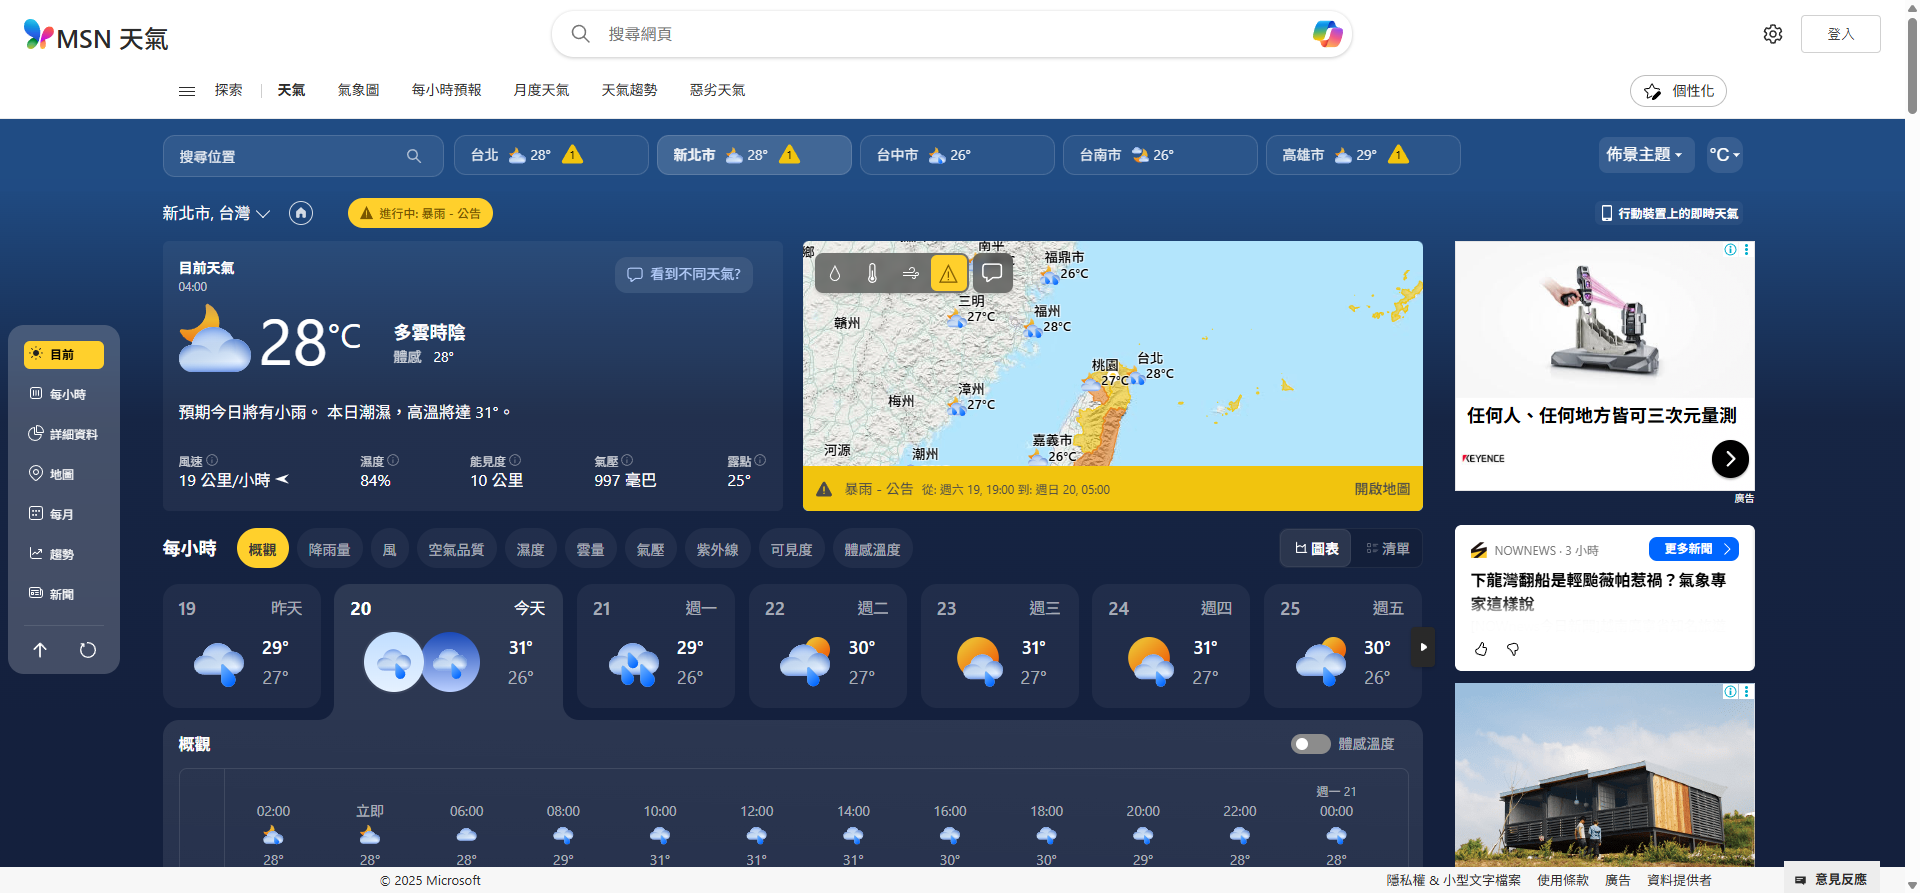 MSN 天氣
搜尋網頁
登入
探索
天氣
氣象圖
每小時預報
月度天氣
天氣趨勢
惡劣天氣
個性化
搜尋位置
台北 28° 1
新北市 28° 1
台中市 26°
台南市 26°
高雄市 29° 1
佈景主題
°C
新北市, 台灣
進行中: 暴雨 - 公告
行動裝置上的即時天氣
目前天氣
04:00
看到不同天氣?
28°C
多雲時陰
體感 28°
預期今日將有小雨。 本日潮濕，高溫將達 31°。
風速
19 公里/小時
濕度
84%
能見度
10 公里
氣壓
997 毫巴
露點
25°
目前
每小時
詳細資料
地圖
每月
趨勢
新聞
鄉
南平
福鼎市
26°C
三明
27°C
贛州
福州
28°C
台北
28°C
桃園
27°C
漳州
27°C
梅州
嘉義市
26°C
河源
潮州
暴雨 - 公告 從: 週六 19, 19:00 到: 週日 20, 05:00
開啟地圖
任何人、任何地方皆可三次元量測
KEYENCE
廣告
每小時
概觀
降雨量
風
空氣品質
濕度
雲量
氣壓
紫外線
可見度
體感溫度
圖表
清單
19 昨天
29°
27°
20 今天
31°
26°
21 週一
29°
26°
22 週二
30°
27°
23 週三
31°
27°
24 週四
31°
27°
25 週五
30°
26°
NOWNEWS · 3 小時
更多新聞
下龍灣翻船是輕颱薇帕惹禍？氣象專
家這樣說
概觀
體感溫度
週一 21
02:00 立即 06:00 08:00 10:00 12:00 14:00 16:00 18:00 20:00 22:00 00:00
28° 28° 28° 29° 31° 31° 31° 30° 30° 29° 28° 28°
© 2025 Microsoft
隱私權 & 小型文字檔案
使用條款
廣告
資料提供者
意見反應